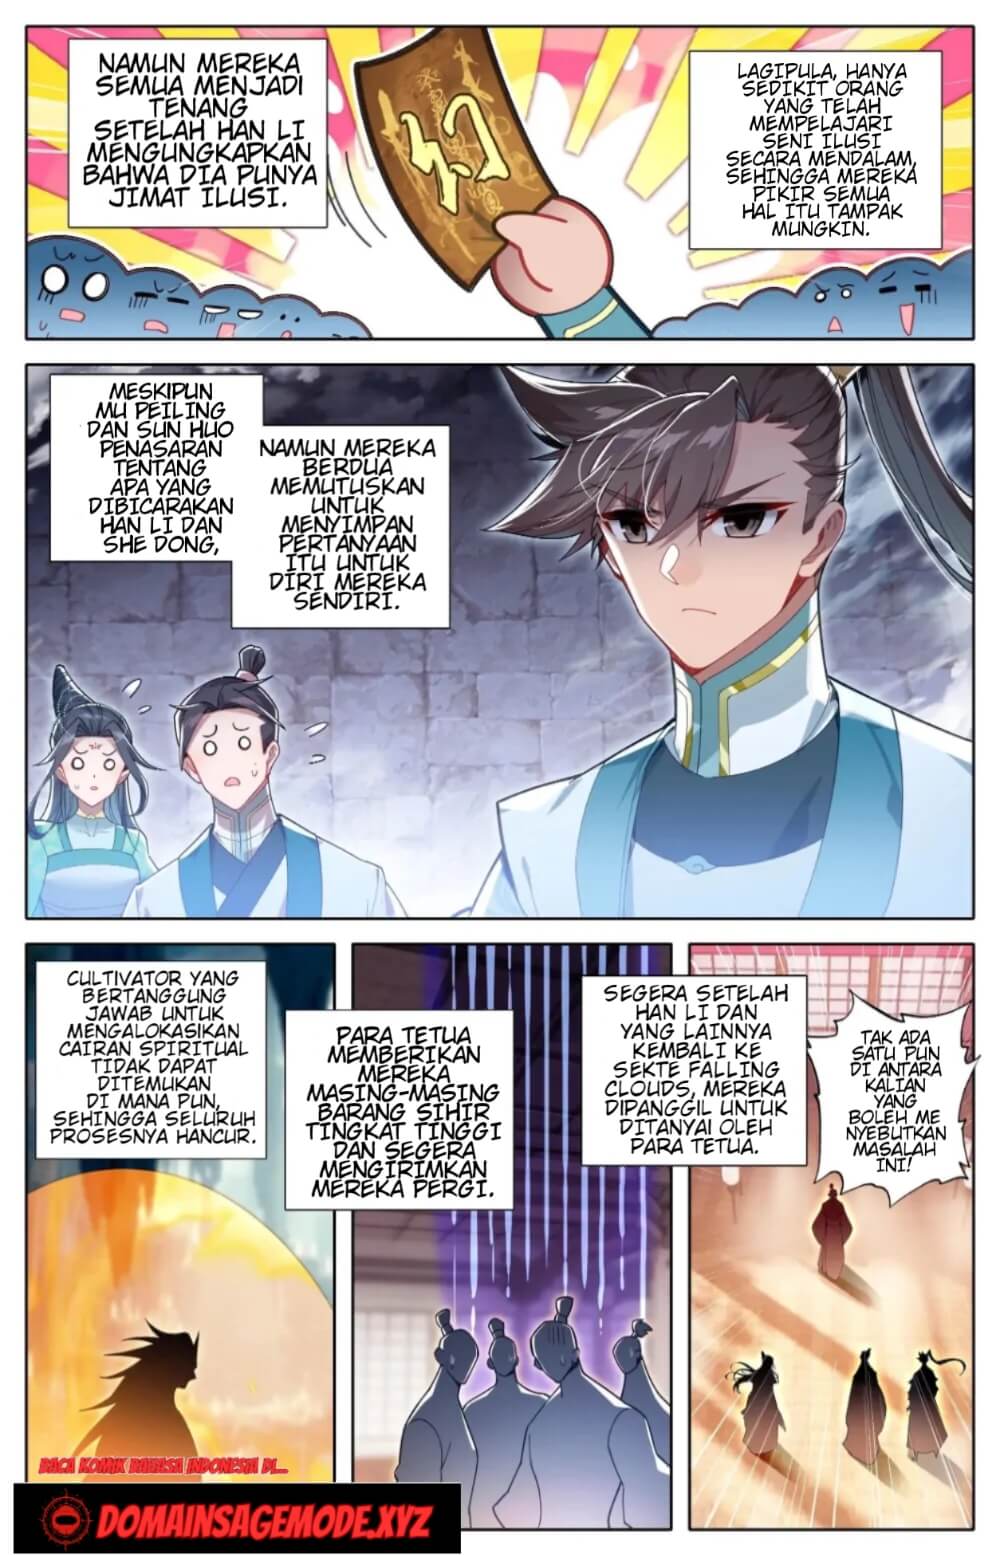 NAMUN MEREKA
SEMUA MENJADI
TENANG
SETELAH HAN LI
MENGUNGKAPKAN
BAHWA DIA PUNYA
JIMAT ILUSI.
幻
LAGIPULA, HANYA
SEDIKIT ORANG
YANG TELAH
MEMPELAJARI
SENI ILUSI
SECARA MENDALAM,
SEHINGGA MEREKA
PIKIR SEMUA
HAL ITU TAMPAK
MUNGKIN.
MESKIPUN
MU PEILING
DAN SUN HUO
PENASARAN
TENTANG
APA YANG
DIBICARAKAN
HAN LI DAN
SHE DONG,
NAMUN MEREKA
BERDUA
MEMUTUSKAN
UNTUK
MENYIMPAN
PERTANYAAN
ITU UNTUK
DIRI MEREKA
SENDIRI.
CULTIVATOR YANG
BERTANGGUNG
JAWAB UNTUK
MENGALOKASIKAN
CAIRAN SPIRITUAL
TIDAK DAPAT
DITEMUKAN
DI MANA PUN,
SEHINGGA SELURUH
PROSESNYA HANCUR.
PARA TETUA
MEMBERIKAN
MEREKA
MASING-MASING
BARANG SIHIR
TINGKAT TINGGI
DAN SEGERA
MENGIRIMKAN
MEREKA PERGI.
SEGERA SETELAH
HAN LI DAN
YANG LAINNYA
KEMBALI KE
SEKTE FALLING
CLOUDS, MEREKA
DIPANGGIL UNTUK
DITANYAI OLEH
PARA TETUA.
TAK ADA
SATU PUN
DI ANTARA
KALIAN
YANG
BOLEH ME
NYEBUTKAN
MASALAH
INI!
BACA KOMIK BAHASA INDONESIA DI...
DOMAINSAGEMODE.XYZ